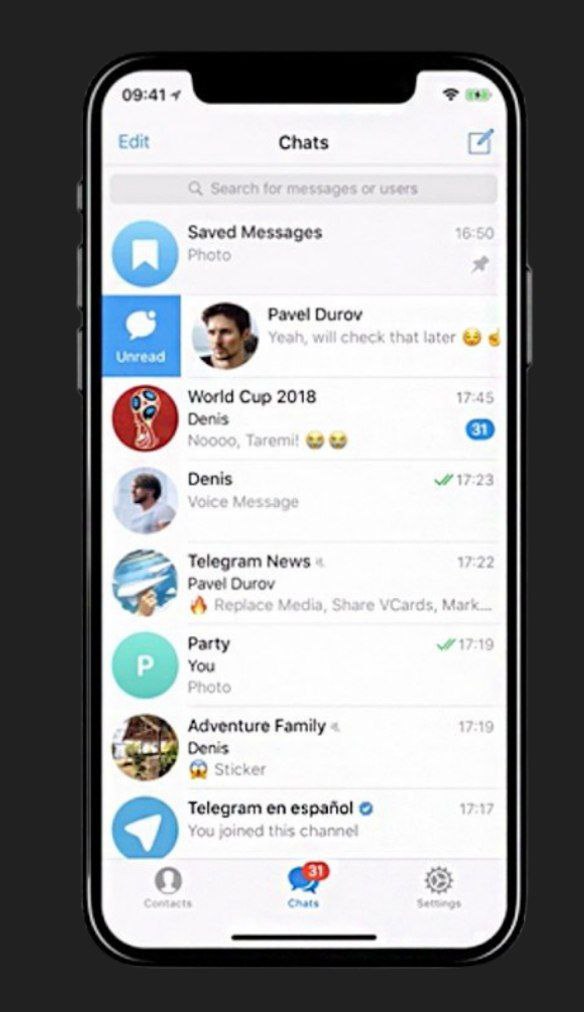 09:41
Edit
Chats
Search for messages or users
Saved Messages
16:50
Photo
Unread
Pavel Durov
Yeah, will check that later 😌 ☝
World Cup 2018
17:45
Denis
31
Noooo, Taremi! 😭 😭
Denis
17:23
Voice Message
Telegram News
17:22
Pavel Durov
🔥 Replace Media, Share VCards, Mark...
Party
17:19
P
You
Photo
Adventure Family
17:19
Denis
😱 Sticker
Telegram en español
17:17
You joined this channel
31
Contacts
Chats
Settings